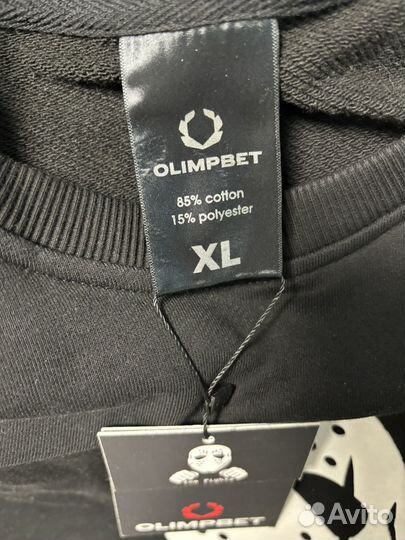 OLIMPBET
85% cotton
15% polyester
XL
OLIMPBET
Avito